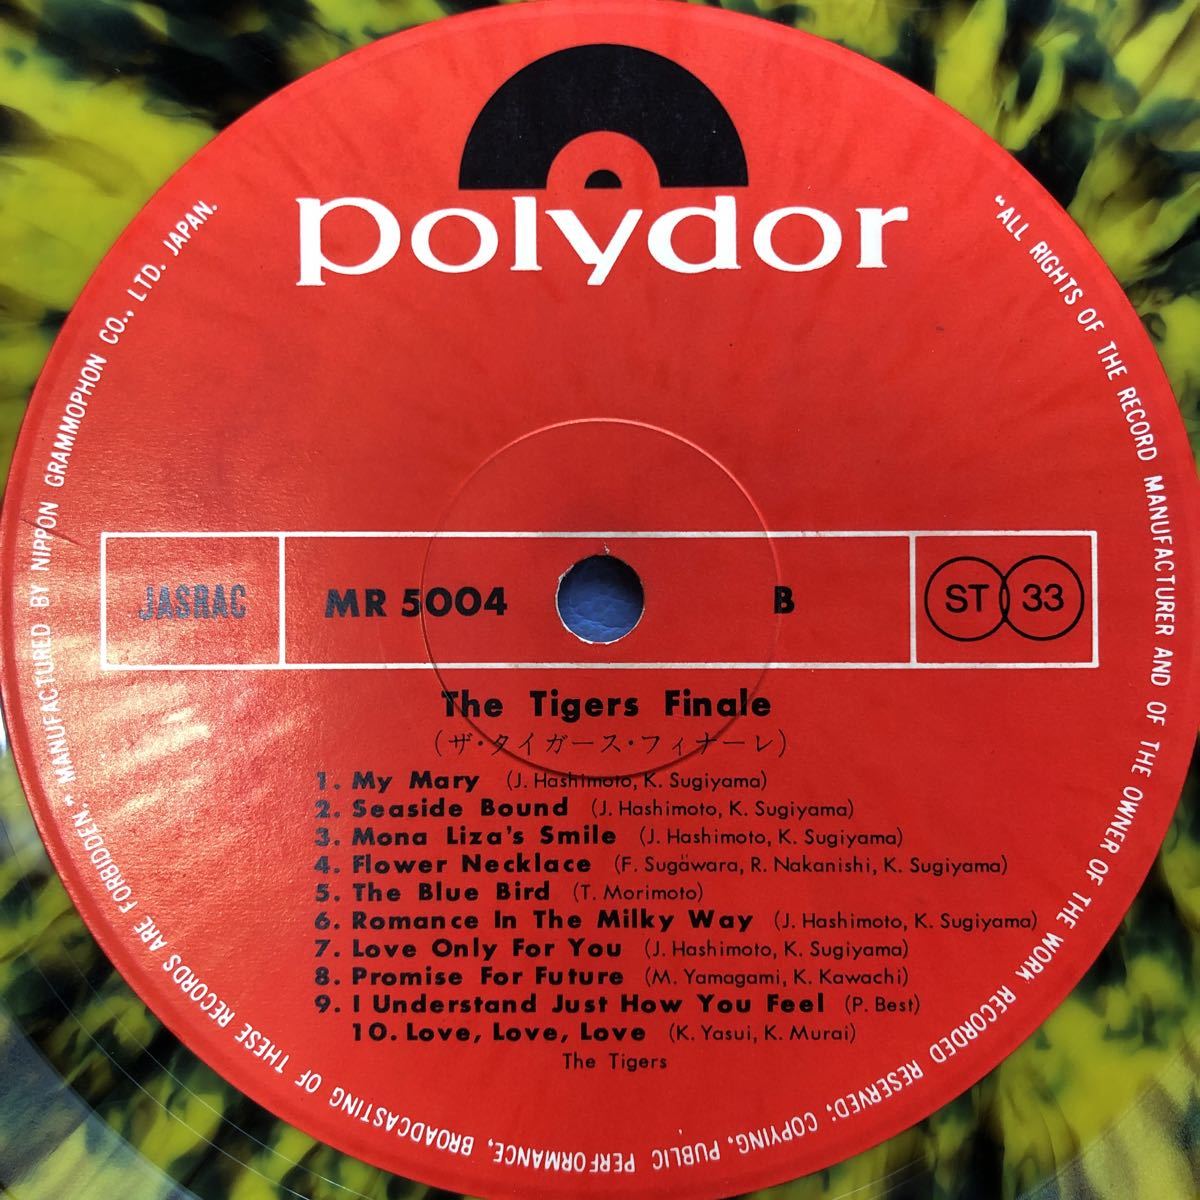 polydor
JASRAC
MR 5004
B
ST 33
The Tigers Finale
(ザ・タイガース・フィナーレ)
1. My Mary (J. Hashimoto, K. Sugiyama)
2. Seaside Bound (J. Hashimoto, K. Sugiyama)
3. Mona Liza's Smile (J. Hashimoto, K. Sugiyama)
4. Flower Necklace (F. Sugäwara, R. Nakanishi, K. Sugiyama)
5. The Blue Bird (T. Morimoto)
6. Romance In The Milky Way (J. Hashimoto, K. Sugiyama)
7. Love Only For You (J. Hashimoto, K. Sugiyama)
8. Promise For Future (M. Yamagami, K. Kawachi)
9. I Understand Just How You Feel (P. Best)
10. Love, Love, Love (K. Yasui, K. Murai)
The Tigers
"ALL RIGHTS OF THE RECORD MANUFACTURER AND OF THE OWNER OF THE WORK RECORDED RESERVED; COPYING, PUBLIC PERFORMANCE, BROADCASTING OF THESE RECORDS ARE FORBIDDEN." MANUFACTURED BY NIPPON GRAMMOPHON CO., LTD. JAPAN.